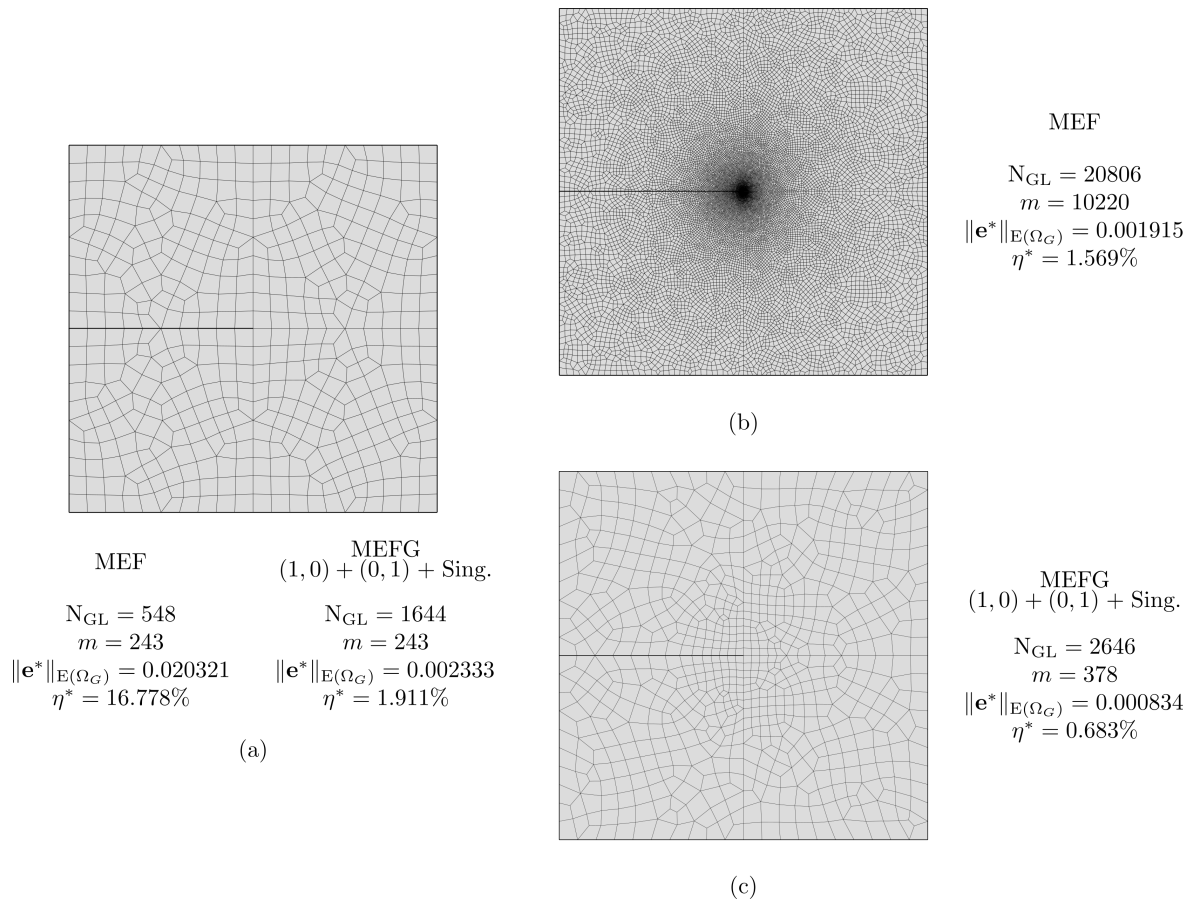 MEF
N_GL = 548
m = 243
‖e*‖_E(Ω_G) = 0.020321
η* = 16.778%
MEFG
(1, 0) + (0, 1) + Sing.
N_GL = 1644
m = 243
‖e*‖_E(Ω_G) = 0.002333
η* = 1.911%
(a)
MEF
N_GL = 20806
m = 10220
‖e*‖_E(Ω_G) = 0.001915
η* = 1.569%
(b)
MEFG
(1, 0) + (0, 1) + Sing.
N_GL = 2646
m = 378
‖e*‖_E(Ω_G) = 0.000834
η* = 0.683%
(c)